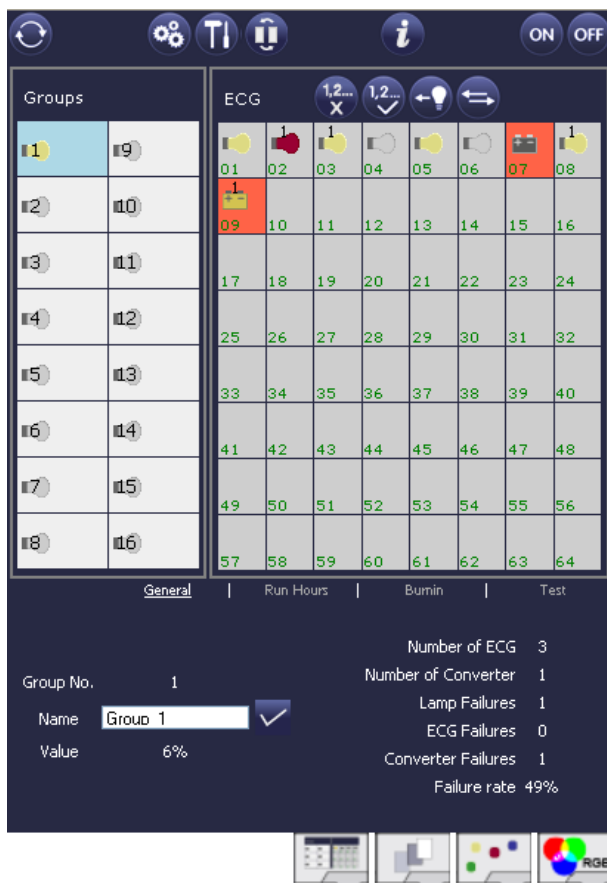 ON OFF
Groups
ECG 1,2... X 1,2...
1 9
2 10
3 11
4 12
5 13
6 14
7 15
8 16
1 1 1
01 02 03 04 05 06 07 08
1
09 10 11 12 13 14 15 16
17 18 19 20 21 22 23 24
25 26 27 28 29 30 31 32
33 34 35 36 37 38 39 40
41 42 43 44 45 46 47 48
49 50 51 52 53 54 55 56
57 58 59 60 61 62 63 64
General | Run Hours | Burnin | Test
Group No. 1
Name Group 1
Value 6%
Number of ECG 3
Number of Converter 1
Lamp Failures 1
ECG Failures 0
Converter Failures 1
Failure rate 49%
RGB